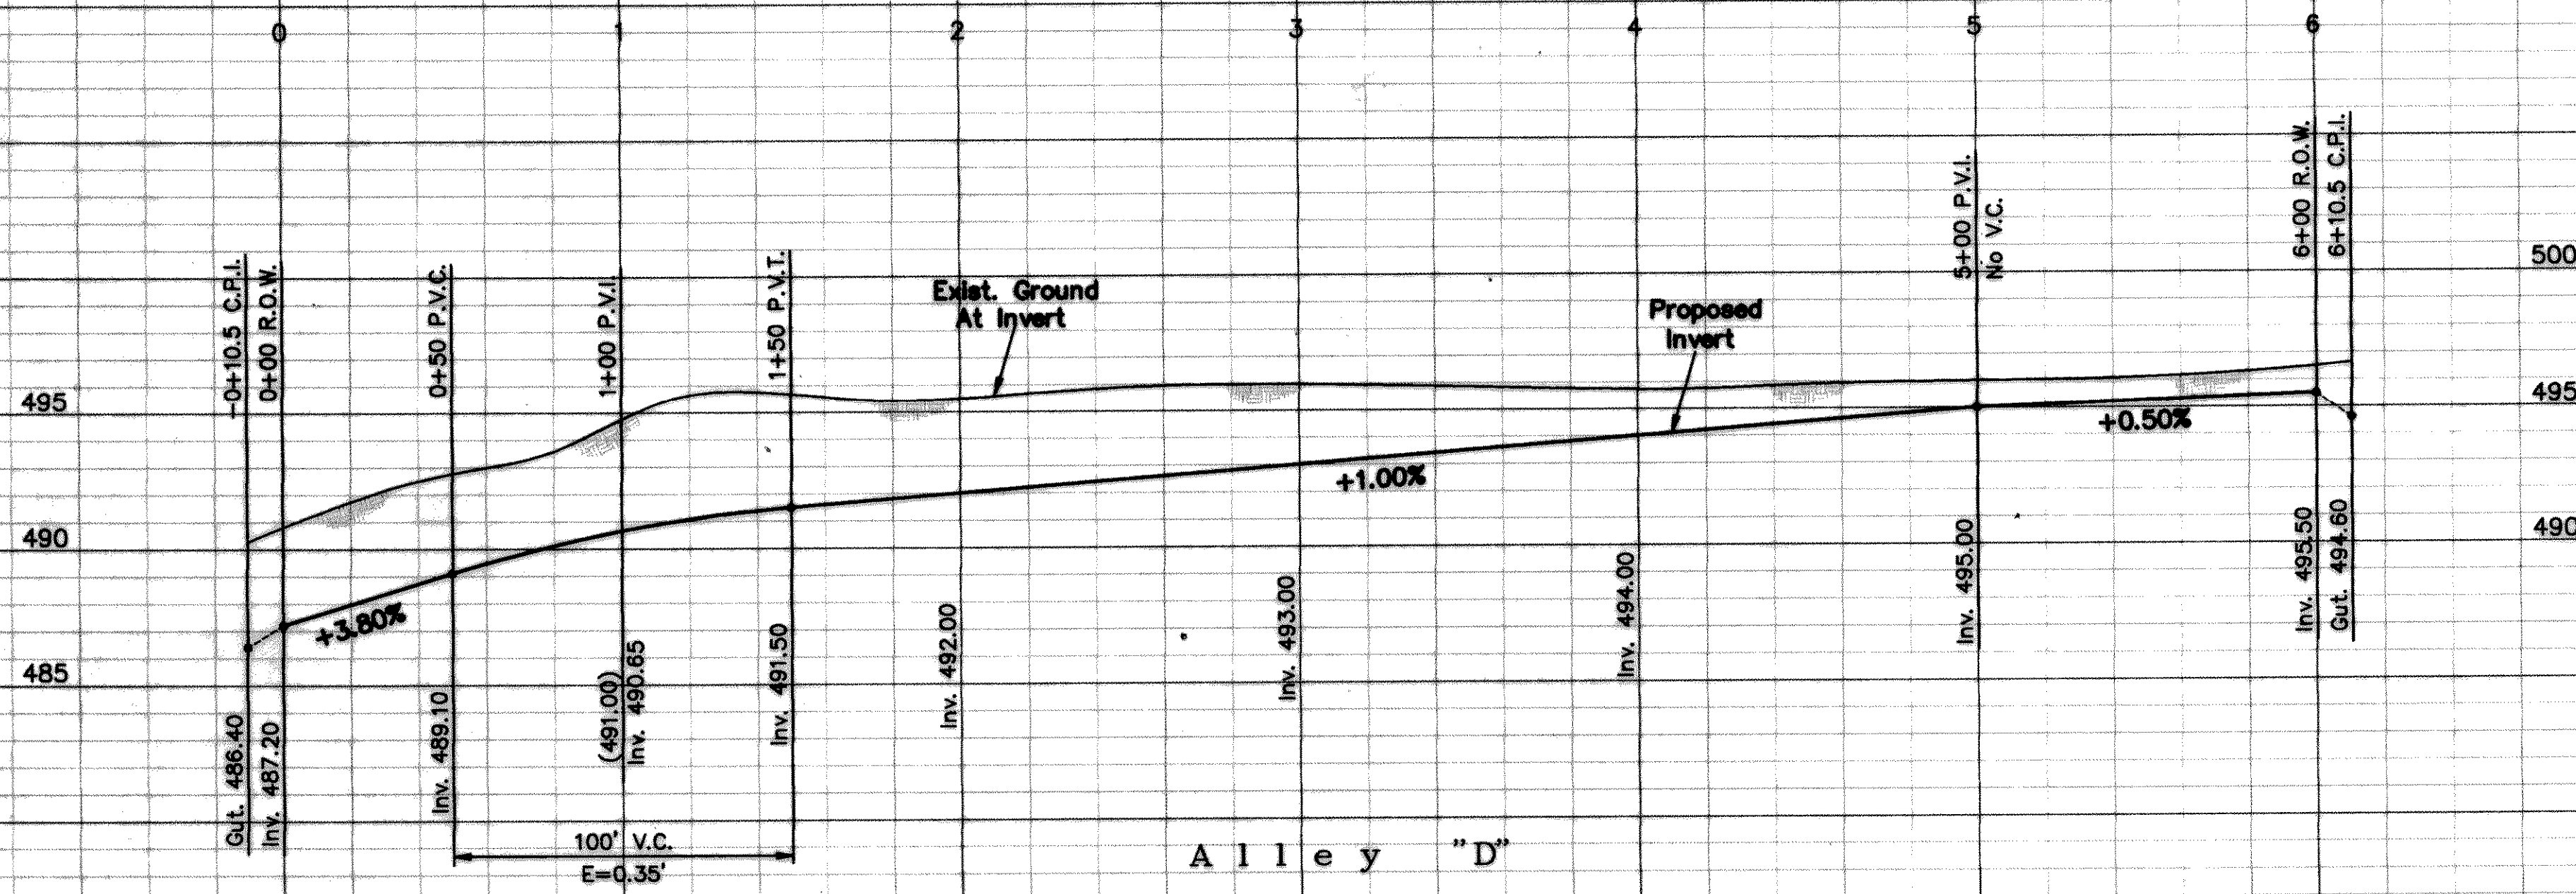 0
1
2
3
4
5
6
-0+10.5 C.P.I.
0+00 R.O.W.
0+50 P.V.C.
1+00 P.V.I.
1+50 P.V.T.
Exist. Ground
At Invert
Proposed
Invert
5+00 P.V.I.
No V.C.
6+00 R.O.W.
6+10.5 C.P.I.
500
495
495
490
490
485
+3.80%
+1.00%
+0.50%
Gut. 486.40
Inv. 487.20
Inv. 489.10
(491.00)
Inv. 490.65
Inv. 491.50
Inv. 492.00
Inv. 493.00
Inv. 494.00
Inv. 495.00
Inv. 495.50
Gut. 494.60
100' V.C.
E=0.35'
Alley "D"